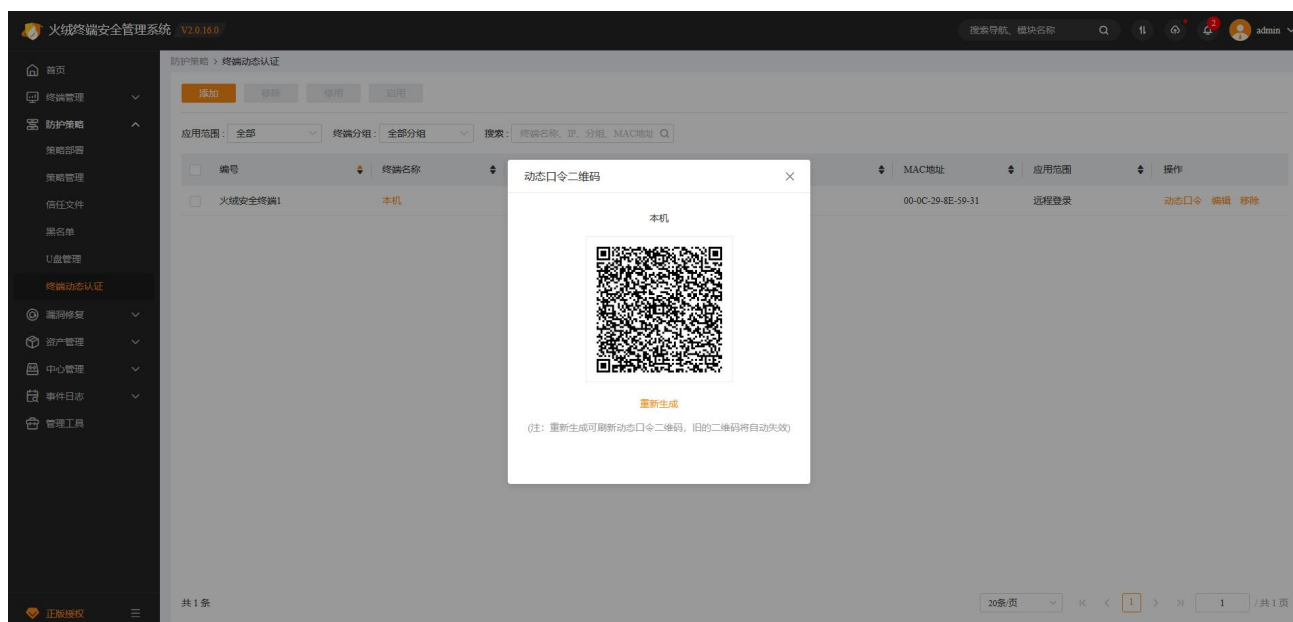 火绒终端安全管理系统 V2.0.16.0
搜索导航、模块名称
2
admin
首页
终端管理
防护策略
策略部署
策略管理
信任文件
黑名单
U盘管理
终端动态认证
漏洞修复
资产管理
中心管理
事件日志
管理工具
正版授权
防护策略 > 终端动态认证
添加 移除 停用 启用
应用范围: 全部 终端分组: 全部分组 搜索: 终端名称、IP、分组、MAC地址
编号 终端名称 MAC地址 应用范围 操作
火绒安全终端1 本机 00-0C-29-8E-59-31 远程登录 动态口令 编辑 移除
动态口令二维码
本机
重新生成
(注: 重新生成可刷新动态口令二维码, 旧的二维码将自动失效)
共 1 条
20条/页 1 1 / 共 1 页